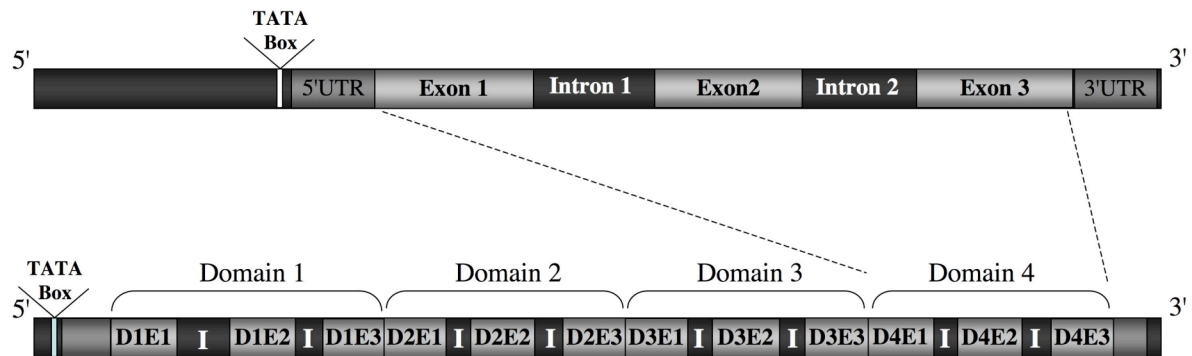 TATA
Box
5'
3'
5'UTR Exon 1 Intron 1 Exon2 Intron 2 Exon 3 3'UTR
TATA
Box
Domain 1 Domain 2 Domain 3 Domain 4
5'
3'
D1E1 I D1E2 I D1E3 D2E1 I D2E2 I D2E3 D3E1 I D3E2 I D3E3 D4E1 I D4E2 I D4E3